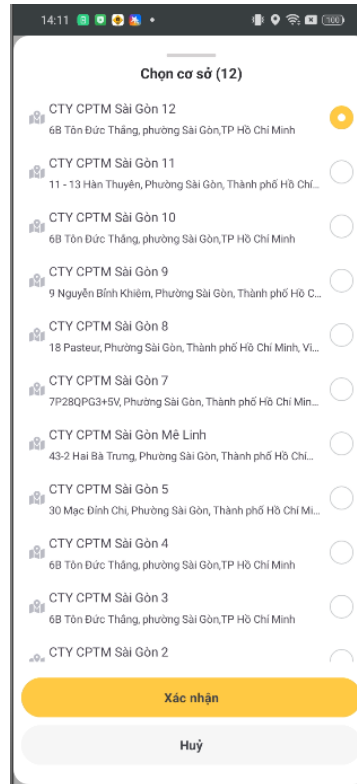 14:11
100
Chọn cơ sở (12)
CTY CPTM Sài Gòn 12
6B Tôn Đức Thắng, phường Sài Gòn,TP Hồ Chí Minh
CTY CPTM Sài Gòn 11
11 - 13 Hàn Thuyên, Phường Sài Gòn, Thành phố Hồ Chí...
CTY CPTM Sài Gòn 10
6B Tôn Đức Thắng, phường Sài Gòn,TP Hồ Chí Minh
CTY CPTM Sài Gòn 9
9 Nguyễn Bỉnh Khiêm, Phường Sài Gòn, Thành phố Hồ C...
CTY CPTM Sài Gòn 8
18 Pasteur, Phường Sài Gòn, Thành phố Hồ Chí Minh, Vi...
CTY CPTM Sài Gòn 7
7P28QPG3+5V, Phường Sài Gòn, Thành phố Hồ Chí Min...
CTY CPTM Sài Gòn Mê Linh
43-2 Hai Bà Trưng, Phường Sài Gòn, Thành phố Hồ Chí...
CTY CPTM Sài Gòn 5
30 Mạc Đĩnh Chi, Phường Sài Gòn, Thành phố Hồ Chí Mi...
CTY CPTM Sài Gòn 4
6B Tôn Đức Thắng, phường Sài Gòn,TP Hồ Chí Minh
CTY CPTM Sài Gòn 3
6B Tôn Đức Thắng, phường Sài Gòn,TP Hồ Chí Minh
CTY CPTM Sài Gòn 2
Xác nhận
Huỷ